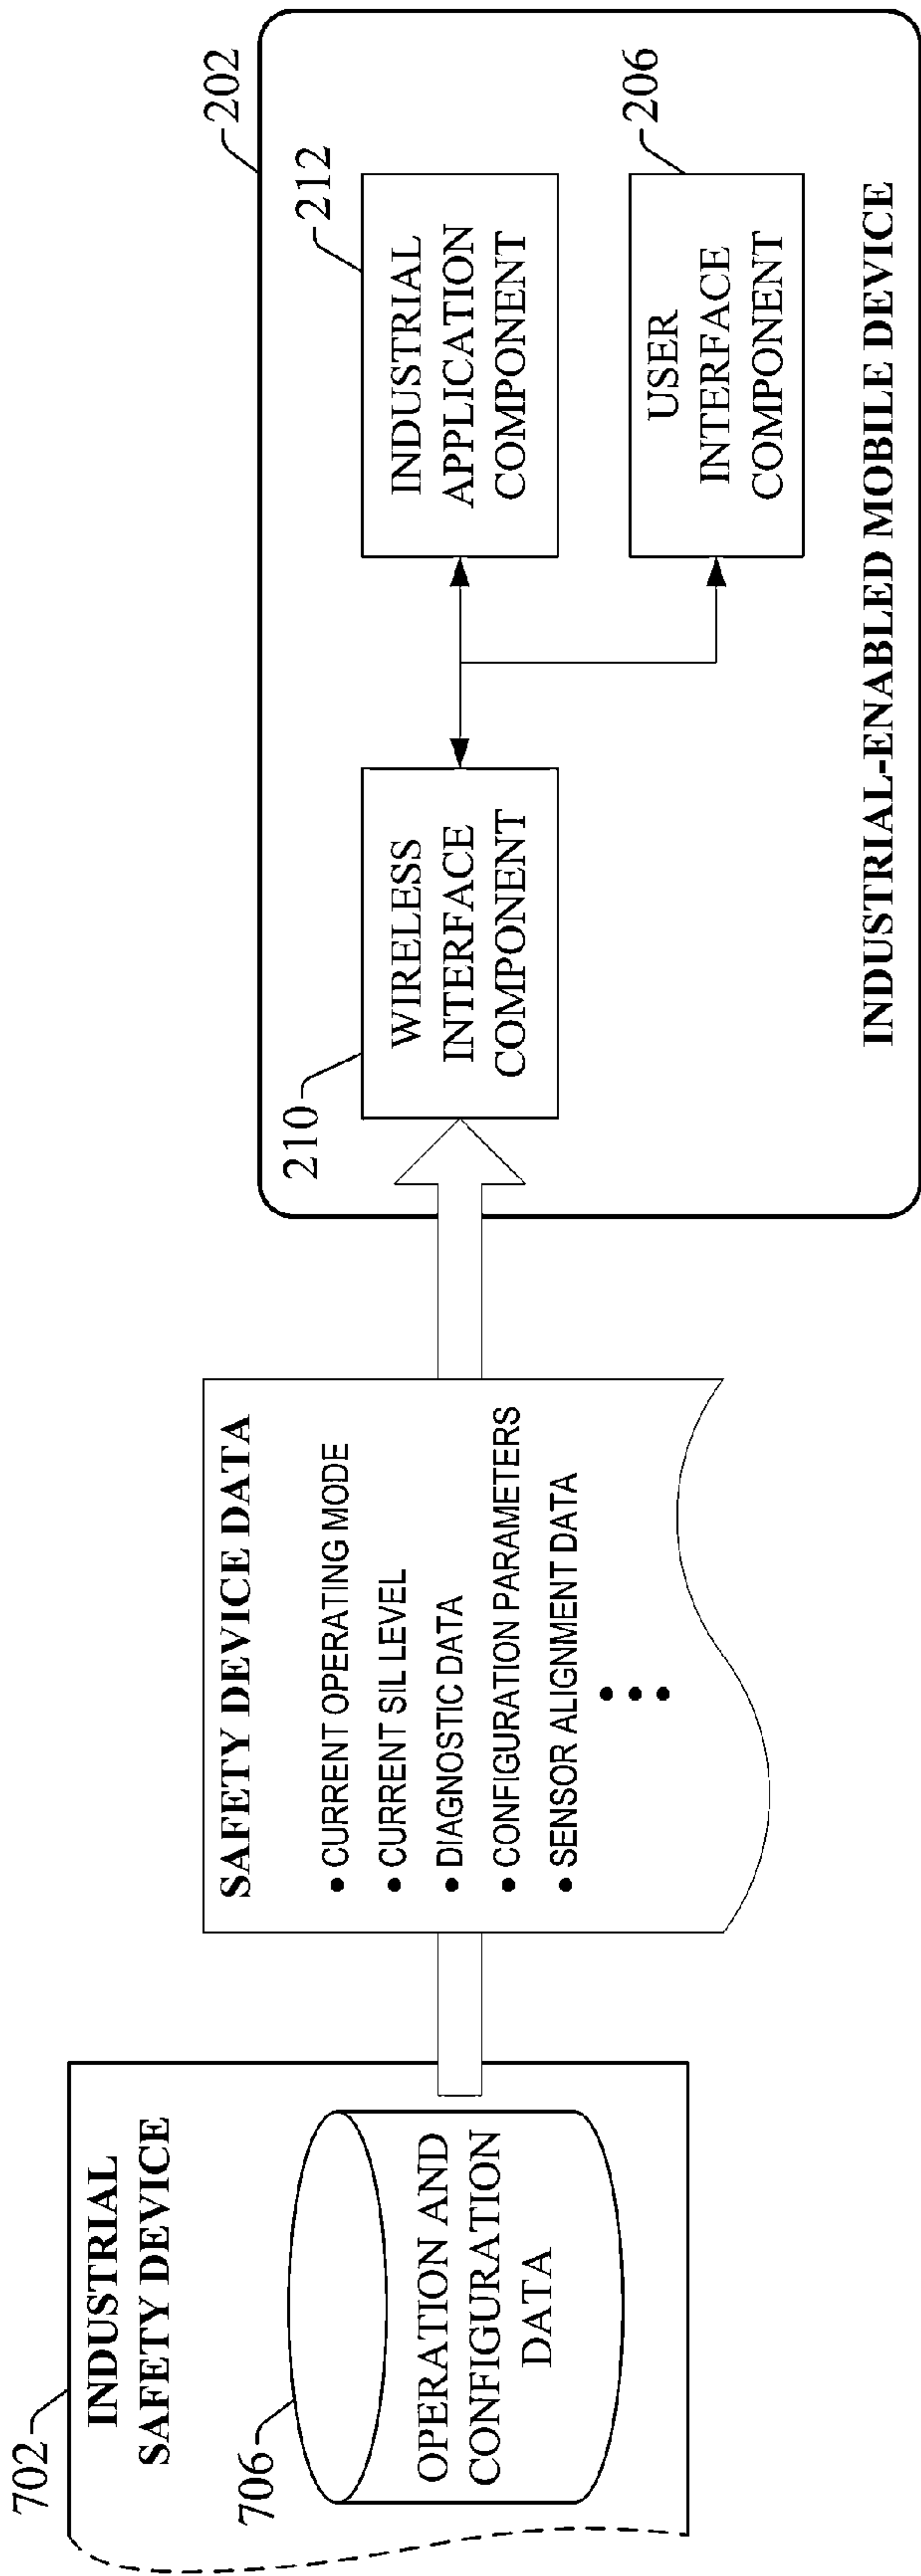 702
INDUSTRIAL
SAFETY DEVICE
706
OPERATION AND
CONFIGURATION
DATA
SAFETY DEVICE DATA
• CURRENT OPERATING MODE
• CURRENT SIL LEVEL
• DIAGNOSTIC DATA
• CONFIGURATION PARAMETERS
• SENSOR ALIGNMENT DATA
202
210
WIRELESS
INTERFACE
COMPONENT
212
INDUSTRIAL
APPLICATION
COMPONENT
206
USER
INTERFACE
COMPONENT
INDUSTRIAL-ENABLED MOBILE DEVICE